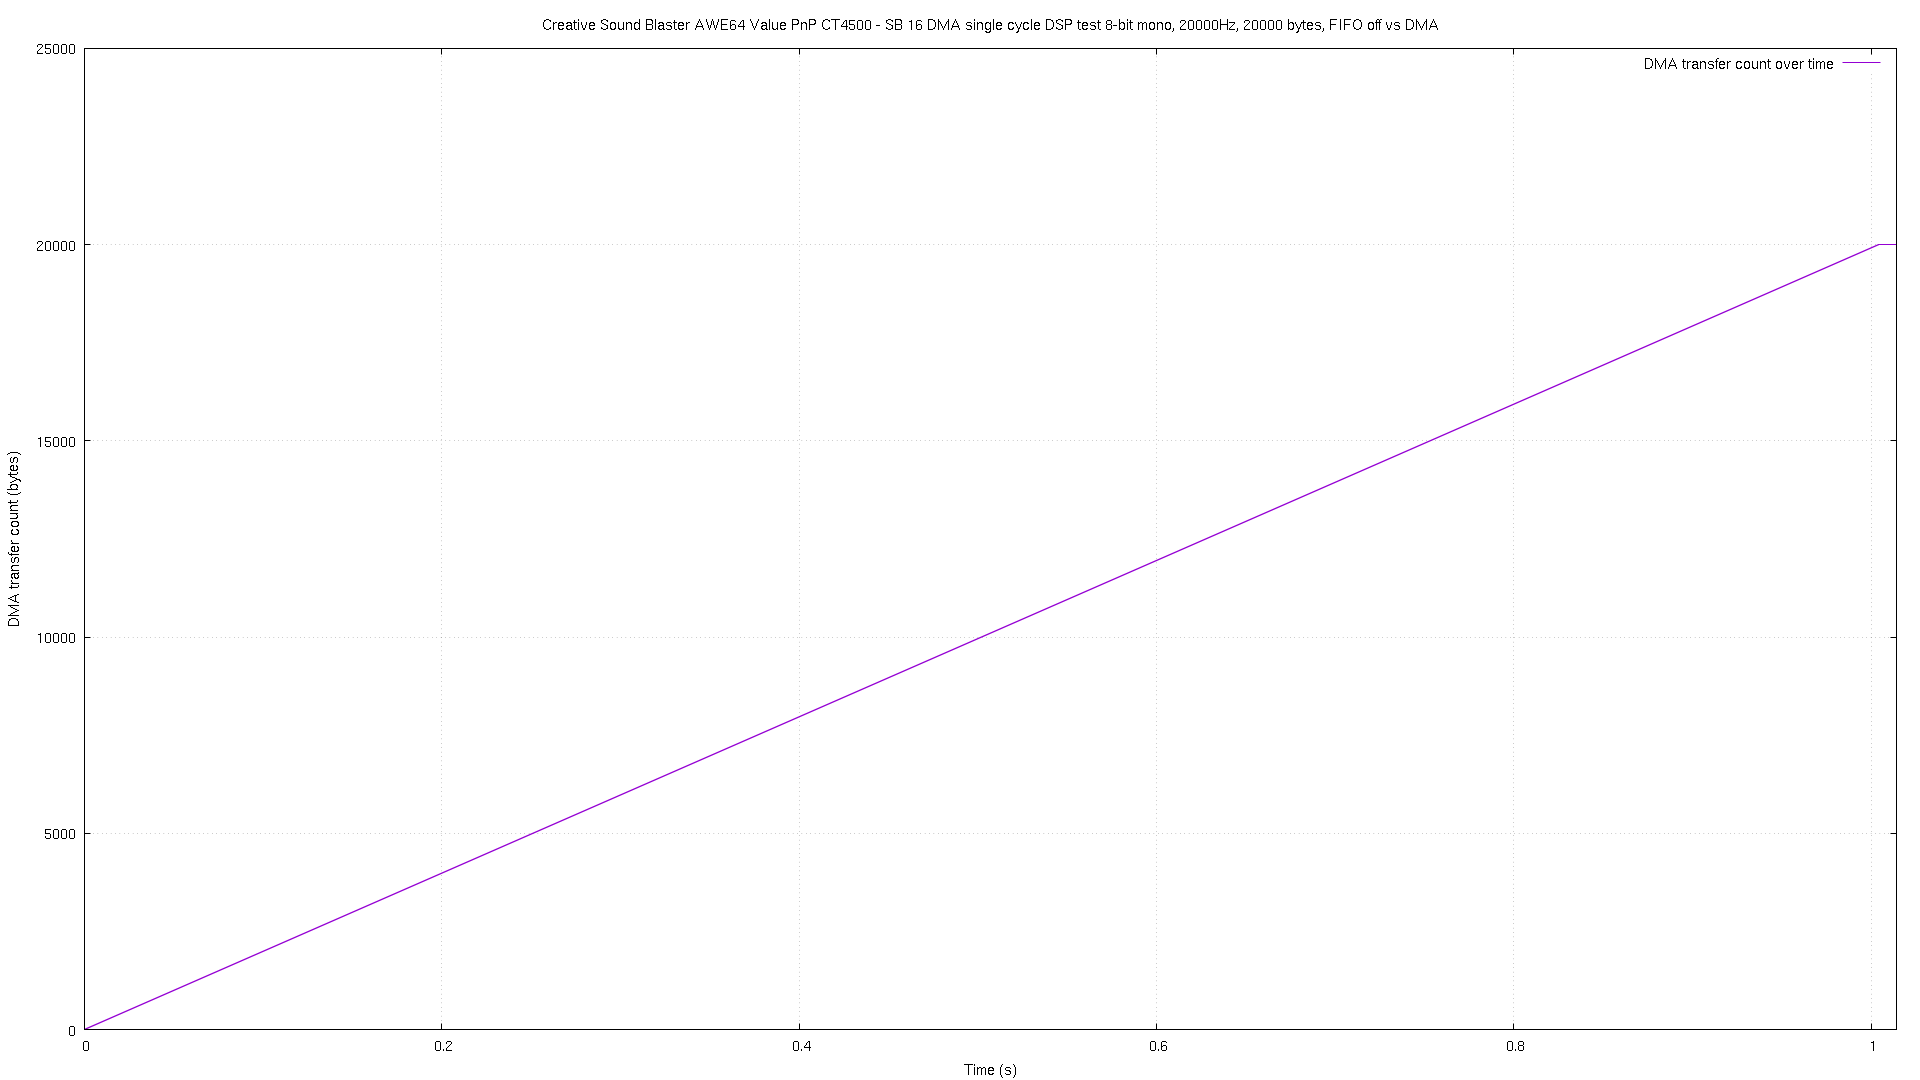 Creative Sound Blaster AWE64 Value PnP CT4500 - SB 16 DMA single cycle DSP test 8-bit mono, 20000Hz, 20000 bytes, FIFO off vs DMA
DMA transfer count over time
25000
20000
15000
10000
5000
0
DMA transfer count (bytes)
0 0.2 0.4 0.6 0.8 1
Time (s)